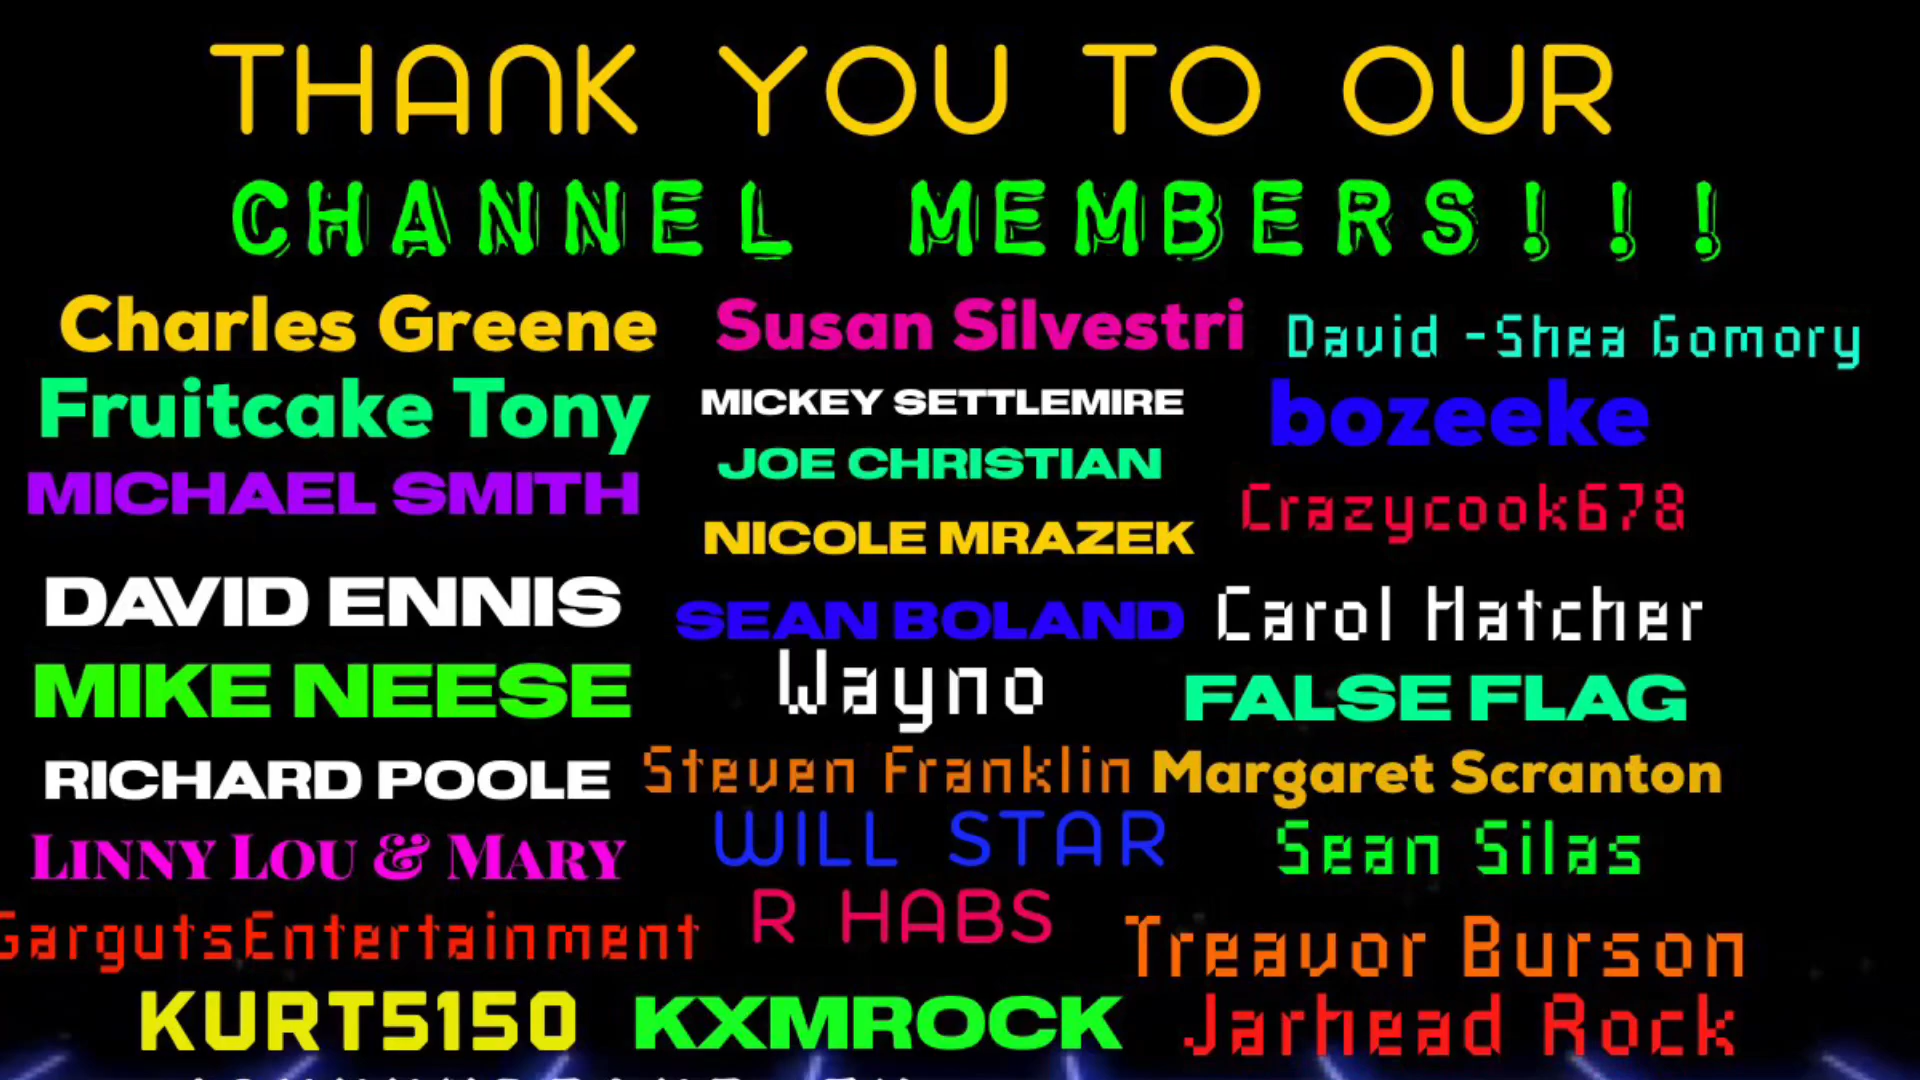 THANK YOU TO OUR
CHANNEL MEMBERS!!!
Charles Greene
Susan Silvestri
David -Shea Gomory
Fruitcake Tony
MICKEY SETTLEMIRE
bozeeke
MICHAEL SMITH
JOE CHRISTIAN
Crazycook678
NICOLE MRAZEK
DAVID ENNIS
SEAN BOLAND
Carol Hatcher
MIKE NEESE
Wayno
FALSE FLAG
RICHARD POOLE
Steven Franklin
Margaret Scranton
LINNY LOU & MARY
WILL STAR
Sean Silas
GargutsEntertainment
R HABS
Treavor Burson
KURT5150
KXMROCK
Jarhead Rock